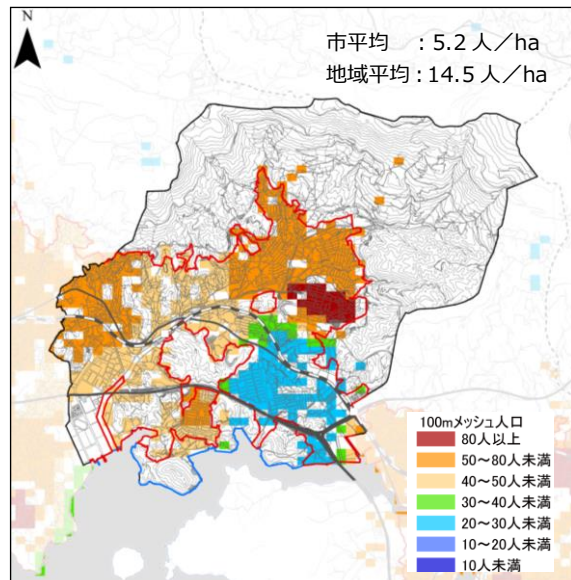 N
市平均　：5.2 人／ha
地域平均：14.5 人／ha
100mメッシュ人口
80人以上
50～80人未満
40～50人未満
30～40人未満
20～30人未満
10～20人未満
10人未満